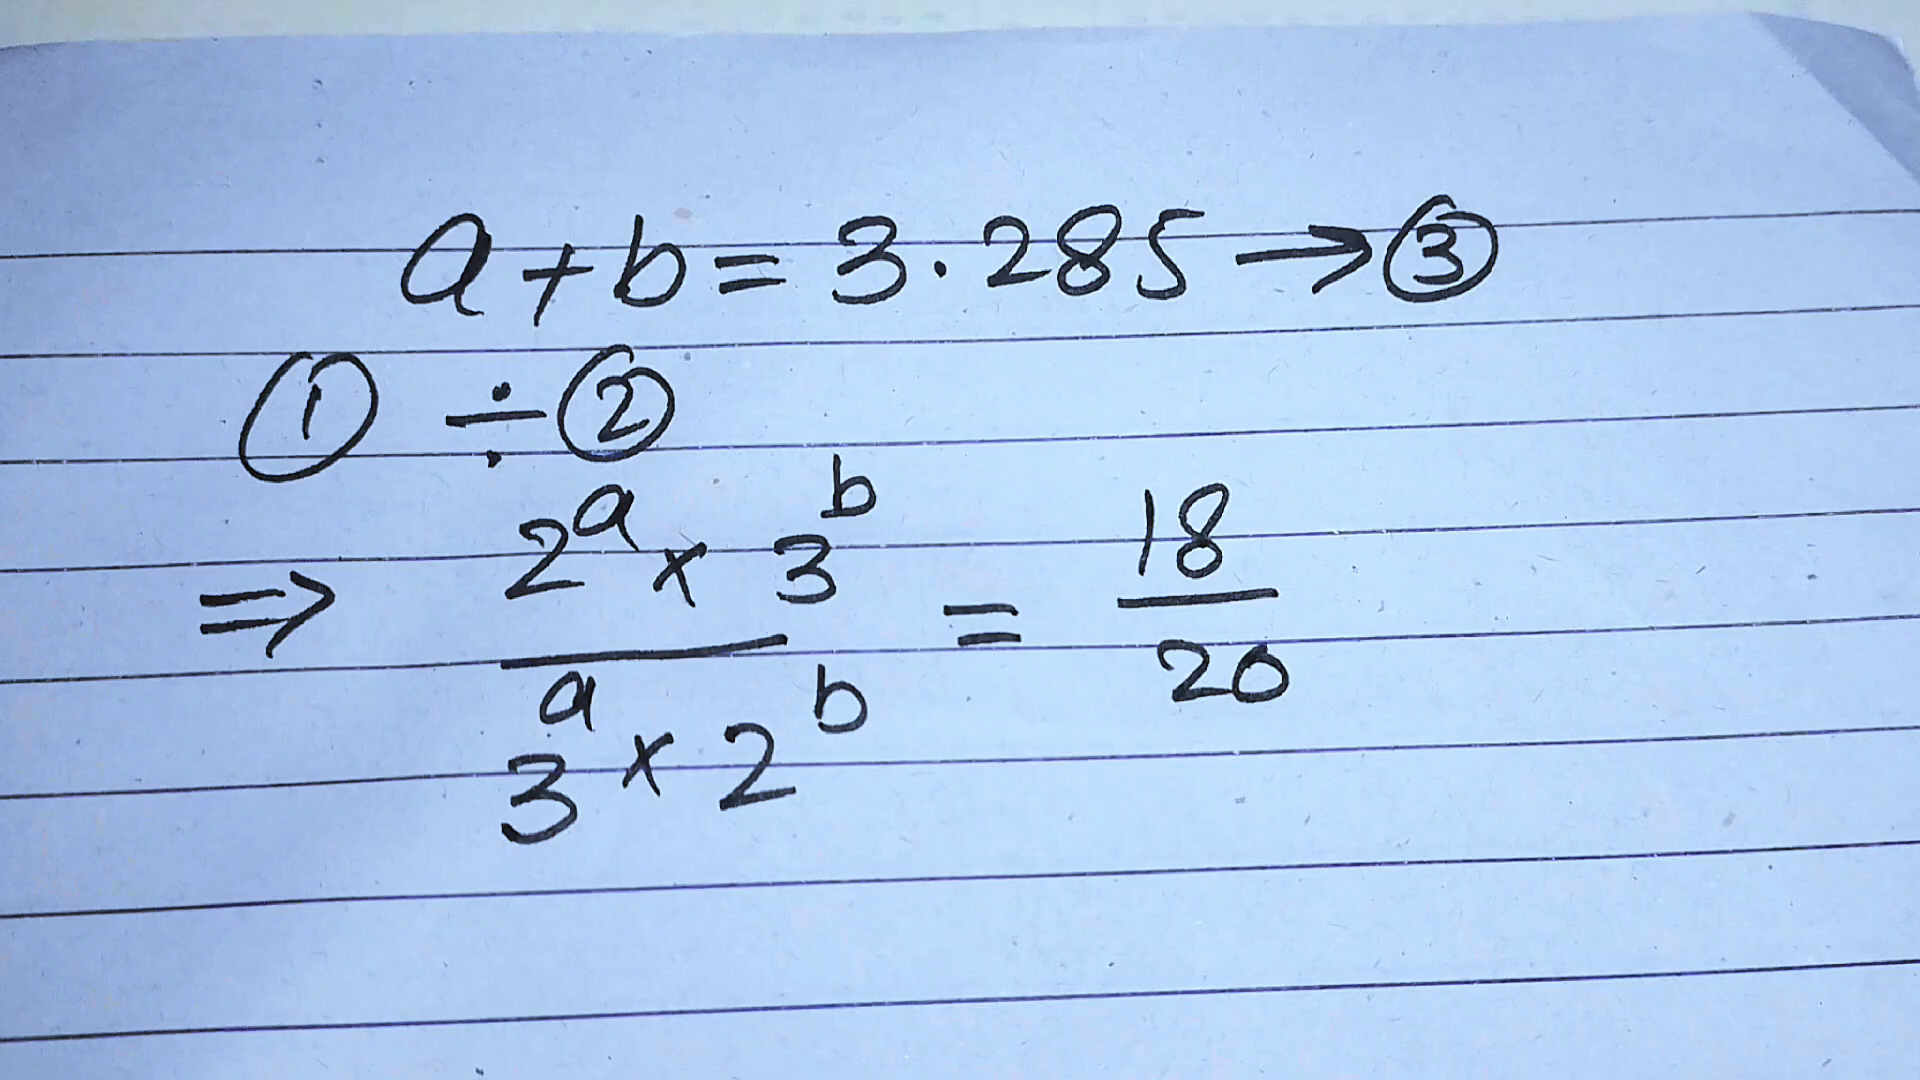 a + b = 3.285 → ③
① ÷ ②
⇒ 2^a × 3^b / 3^a × 2^b = 18 / 20